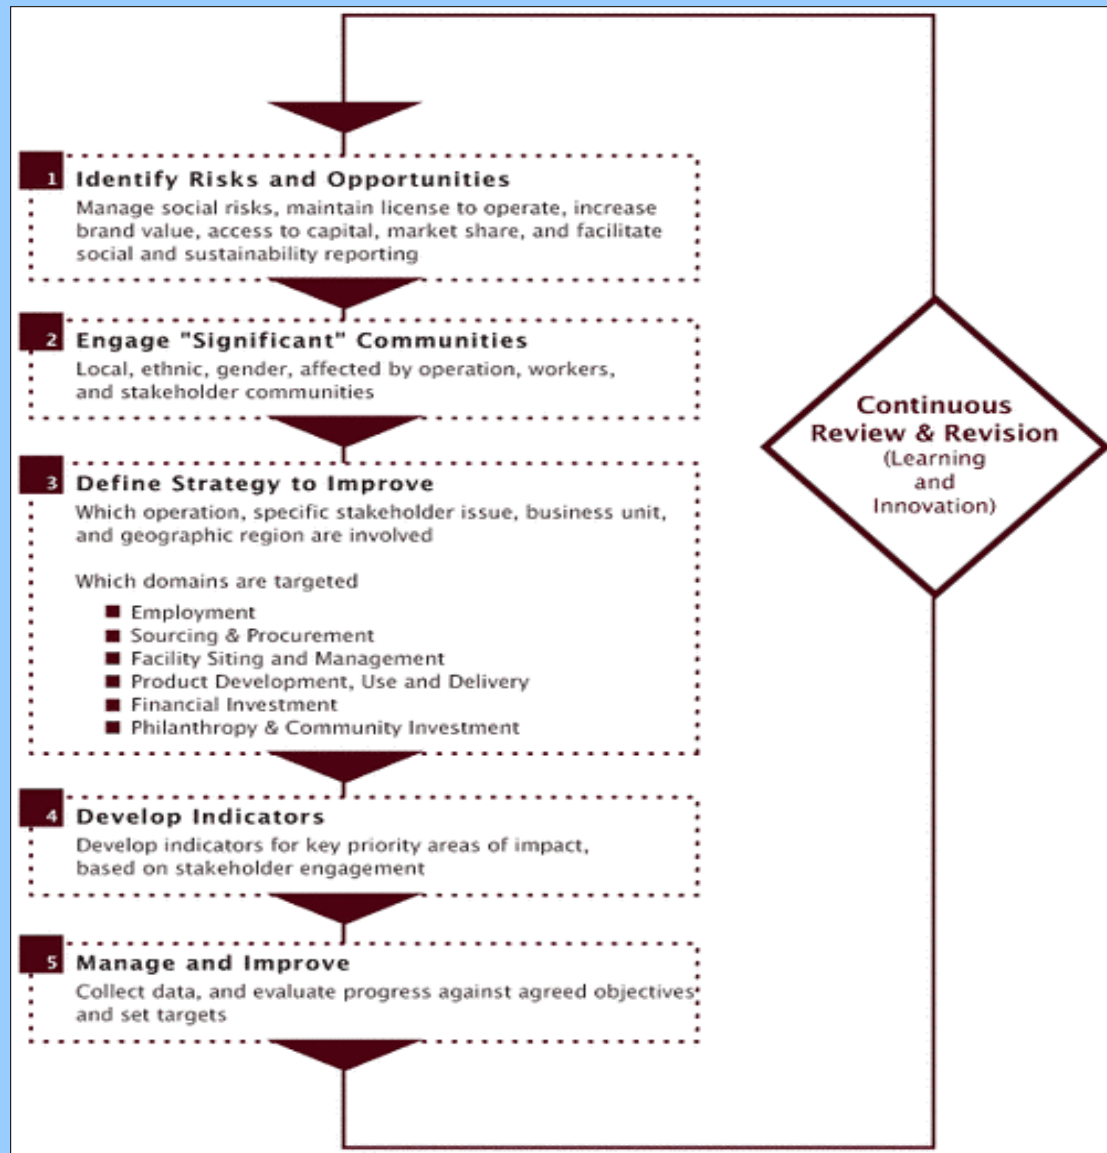 1 Identify Risks and Opportunities
Manage social risks, maintain license to operate, increase
brand value, access to capital, market share, and facilitate
social and sustainability reporting
2 Engage "Significant" Communities
Local, ethnic, gender, affected by operation, workers,
and stakeholder communities
3 Define Strategy to Improve
Which operation, specific stakeholder issue, business unit,
and geographic region are involved
Which domains are targeted
Employment
Sourcing & Procurement
Facility Siting and Management
Product Development, Use and Delivery
Financial Investment
Philanthropy & Community Investment
4 Develop Indicators
Develop indicators for key priority areas of impact,
based on stakeholder engagement
5 Manage and Improve
Collect data, and evaluate progress against agreed objectives
and set targets
Continuous
Review & Revision
(Learning
and
Innovation)